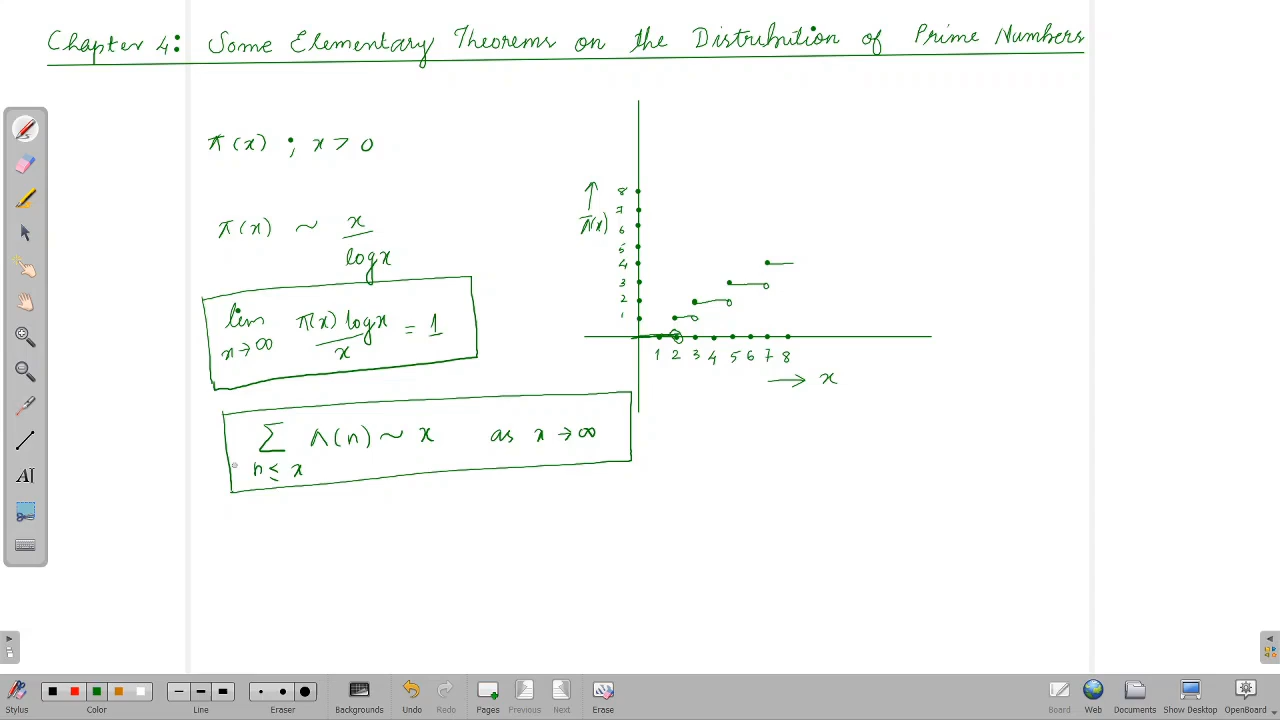 Chapter 4: Some Elementary Theorems on the Distribution of Prime Numbers
π(x) ; x > 0
π(x) ~ x / log x
lim x→∞ π(x) log x / x = 1
∑ n ≤ x Λ(n) ~ x as x → ∞
↑
π(x)
8
7
6
5
4
3
2
1
1 2 3 4 5 6 7 8
→ x
AI
Stylus
Color
Line
Eraser
Backgrounds
Undo
Redo
Pages
Previous
Next
Erase
Board
Web
Documents
Show Desktop
OpenBoard